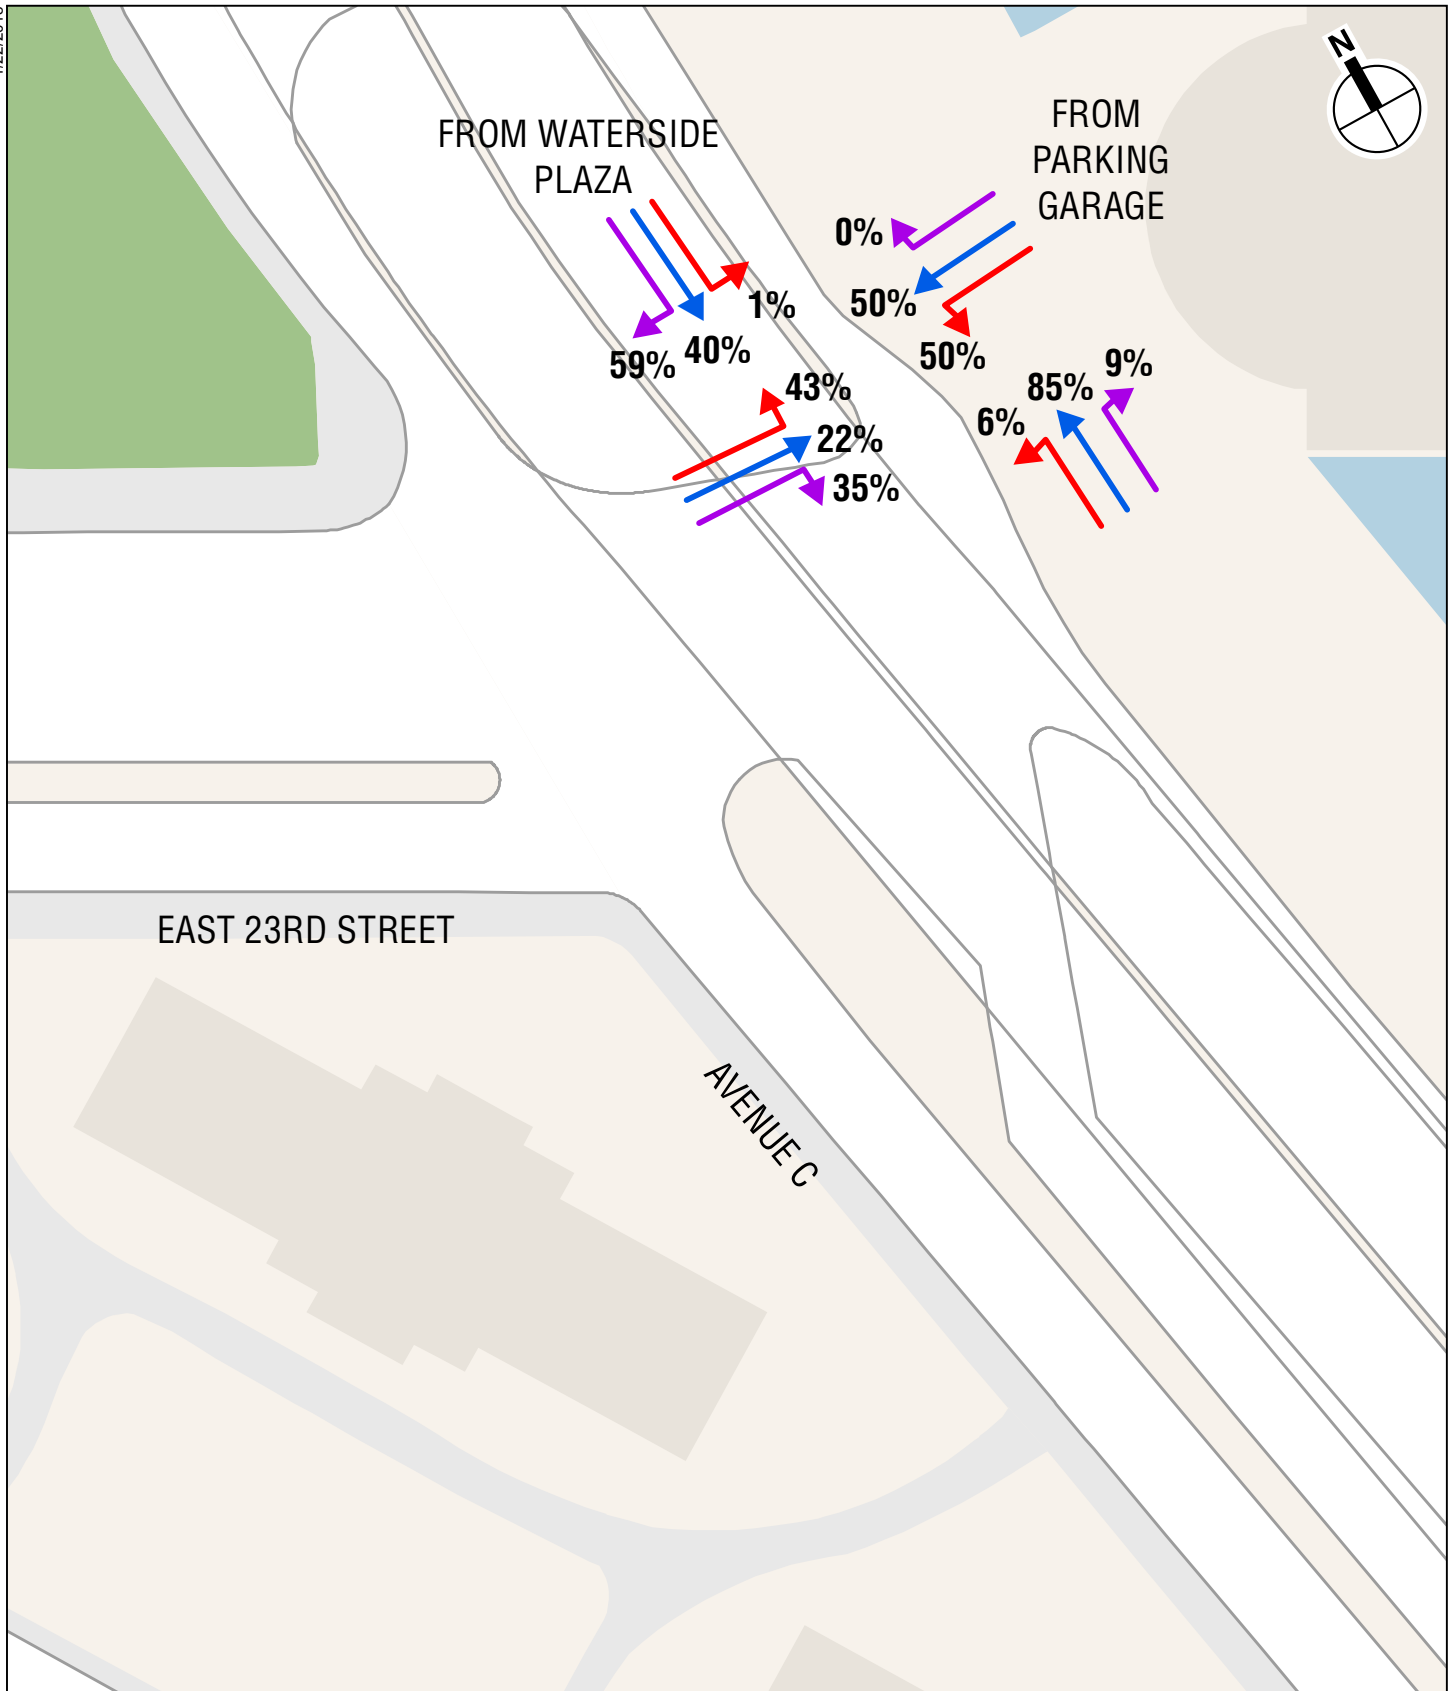 N
FROM WATERSIDE
PLAZA
FROM
PARKING
GARAGE
0%
50%
50%
1%
40%
59%
43%
22%
35%
9%
85%
6%
EAST 23RD STREET
AVENUE C